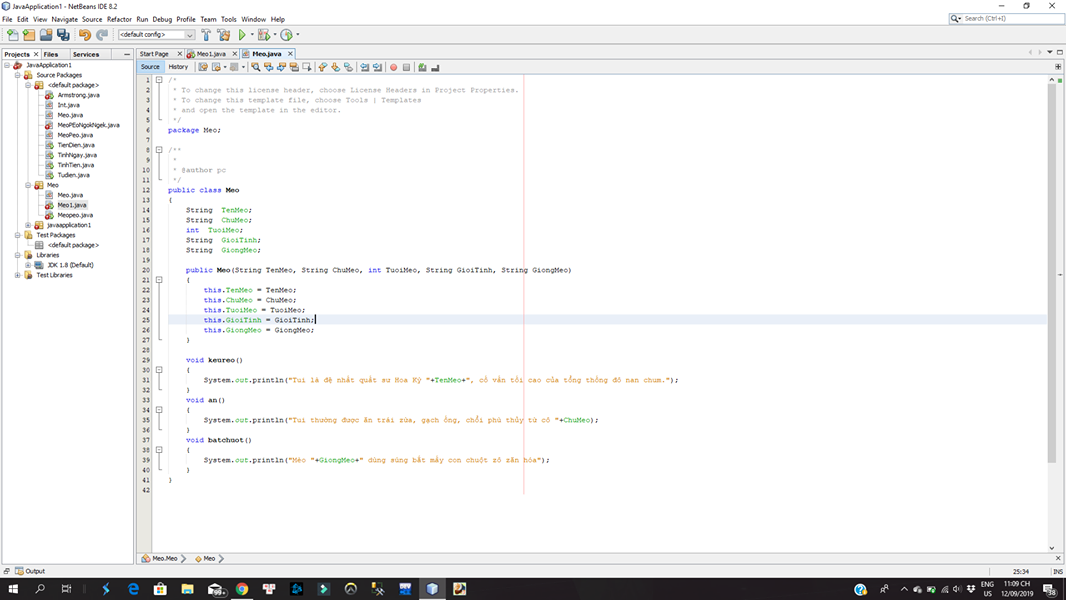 JavaApplication1 - NetBeans IDE 8.2
File Edit View Navigate Source Refactor Run Debug Profile Team Tools Window Help
Search (Ctrl+I)
<default config>
Projects Files Services
Start Page Meo1.java Meo.java
Source History
JavaApplication1
Source Packages
<default package>
Armstrong.java
Int.java
Meo.java
MeoPEoNgokNgek.java
MeoPeo.java
TienDien.java
TinhNgay.java
TinhTien.java
Tudien.java
Meo
Meo.java
Meo1.java
Meopeo.java
javaapplication1
Test Packages
<default package>
Libraries
JDK 1.8 (Default)
Test Libraries
1 /*
2 * To change this license header, choose License Headers in Project Properties.
3 * To change this template file, choose Tools | Templates
4 * and open the template in the editor.
5 */
6 package Meo;
7
8 /**
9 *
10 * @author pc
11 */
12 public class Meo
13 {
14 String TenMeo;
15 String ChuMeo;
16 int TuoiMeo;
17 String GioiTinh;
18 String GiongMeo;
19
20 public Meo(String TenMeo, String ChuMeo, int TuoiMeo, String GioiTinh, String GiongMeo)
21 {
22 this.TenMeo = TenMeo;
23 this.ChuMeo = ChuMeo;
24 this.TuoiMeo = TuoiMeo;
25 this.GioiTinh = GioiTinh;
26 this.GiongMeo = GiongMeo;
27 }
28
29 void keureo()
30 {
31 System.out.println("Tui là đệ nhất quất sư Hoa Kỳ "+TenMeo+", cố vấn tối cao của tổng thống đô nan chum.");
32 }
33 void an()
34 {
35 System.out.println("Tui thường được ăn trái zừa, gạch ống, chổi phù thủy từ cô "+ChuMeo);
36 }
37 void batchuot()
38 {
39 System.out.println("Mèo "+GiongMeo+" dùng súng bắt mấy con chuột zô zăn hóa");
40 }
41 }
42
Meo.Meo Meo
Output
25:34 INS
ENG
US
11:09 CH
12/09/2019
38